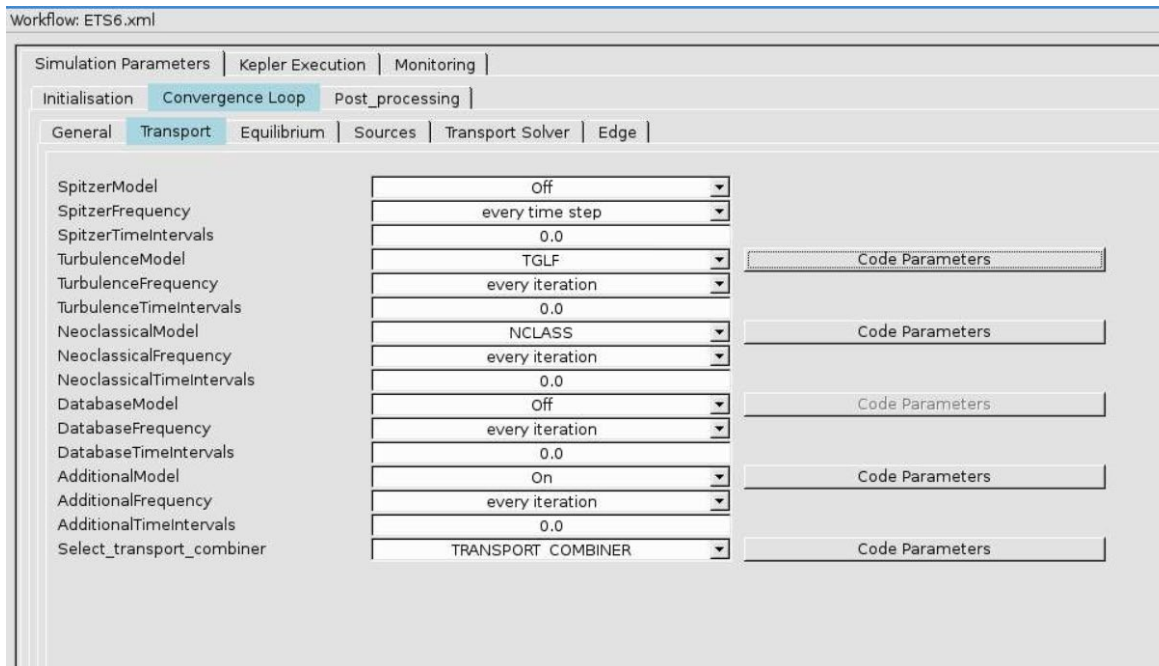 Workflow: ETS6.xml
Simulation Parameters Kepler Execution Monitoring
Initialisation Convergence Loop Post_processing
General Transport Equilibrium Sources Transport Solver Edge
SpitzerModel Off
SpitzerFrequency every time step
SpitzerTimeIntervals 0.0
TurbulenceModel TGLF Code Parameters
TurbulenceFrequency every iteration
TurbulenceTimeIntervals 0.0
NeoclassicalModel NCLASS Code Parameters
NeoclassicalFrequency every iteration
NeoclassicalTimeIntervals 0.0
DatabaseModel Off Code Parameters
DatabaseFrequency every iteration
DatabaseTimeIntervals 0.0
AdditionalModel On Code Parameters
AdditionalFrequency every iteration
AdditionalTimeIntervals 0.0
Select_transport_combiner TRANSPORT_COMBINER Code Parameters